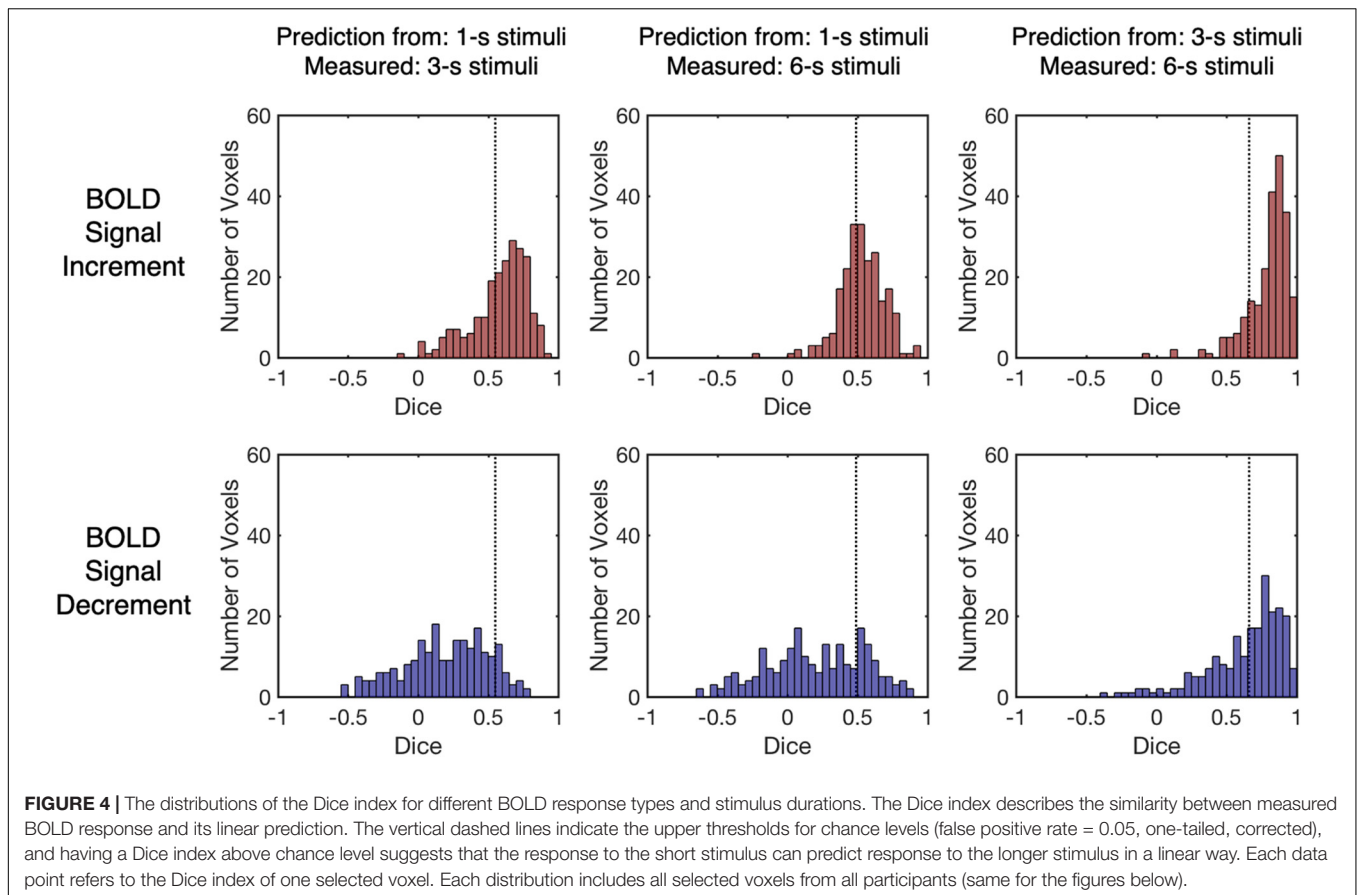 Prediction from: 1-s stimuli
Measured: 3-s stimuli
Prediction from: 1-s stimuli
Measured: 6-s stimuli
Prediction from: 3-s stimuli
Measured: 6-s stimuli
BOLD
Signal
Increment
Number of Voxels
60
40
20
0
-1
-0.5
0
0.5
1
Dice
Number of Voxels
60
40
20
0
-1
-0.5
0
0.5
1
Dice
Number of Voxels
60
40
20
0
-1
-0.5
0
0.5
1
Dice
BOLD
Signal
Decrement
Number of Voxels
60
40
20
0
-1
-0.5
0
0.5
1
Dice
Number of Voxels
60
40
20
0
-1
-0.5
0
0.5
1
Dice
Number of Voxels
60
40
20
0
-1
-0.5
0
0.5
1
Dice
FIGURE 4 | The distributions of the Dice index for different BOLD response types and stimulus durations. The Dice index describes the similarity between measured
BOLD response and its linear prediction. The vertical dashed lines indicate the upper thresholds for chance levels (false positive rate = 0.05, one-tailed, corrected),
and having a Dice index above chance level suggests that the response to the short stimulus can predict response to the longer stimulus in a linear way. Each data
point refers to the Dice index of one selected voxel. Each distribution includes all selected voxels from all participants (same for the figures below).